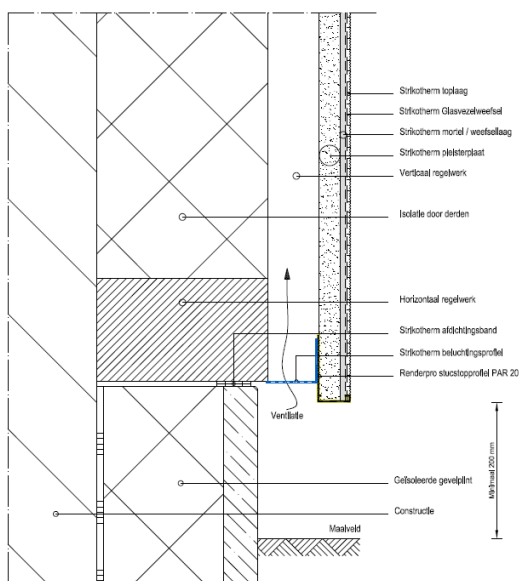 Strikotherm toplaag
Strikotherm Glasvezelweefsel
Strikotherm mortel / weefsellaag
Strikotherm pleisterplaat
Verticaal regelwerk
Isolatie door derden
Horizontaal regelwerk
Strikotherm afdichtingsband
Strikotherm beluchtingsprofiel
Renderpro stucstopprofiel PAR 20
Ventilatie
Minimaal 200 mm
Geïsoleerde gevelplint
Constructie
Maaiveld